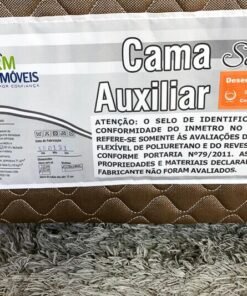 Cama
MÓVEIS
Auxiliar
ATENÇÃO: O SELO DE IDENTIFIC
CONFORMIDADE DO INMETRO NO
REFERE-SE SOMENTE ÀS AVALIAÇÕES D
FLEXÍVEL DE POLIURETANO E DO REVES
CONFORME PORTARIA Nº79/2011. AS
PROPRIEDADES E MATERIAIS DECLARA
FABRICANTE NÃO FORAM AVALIADOS.